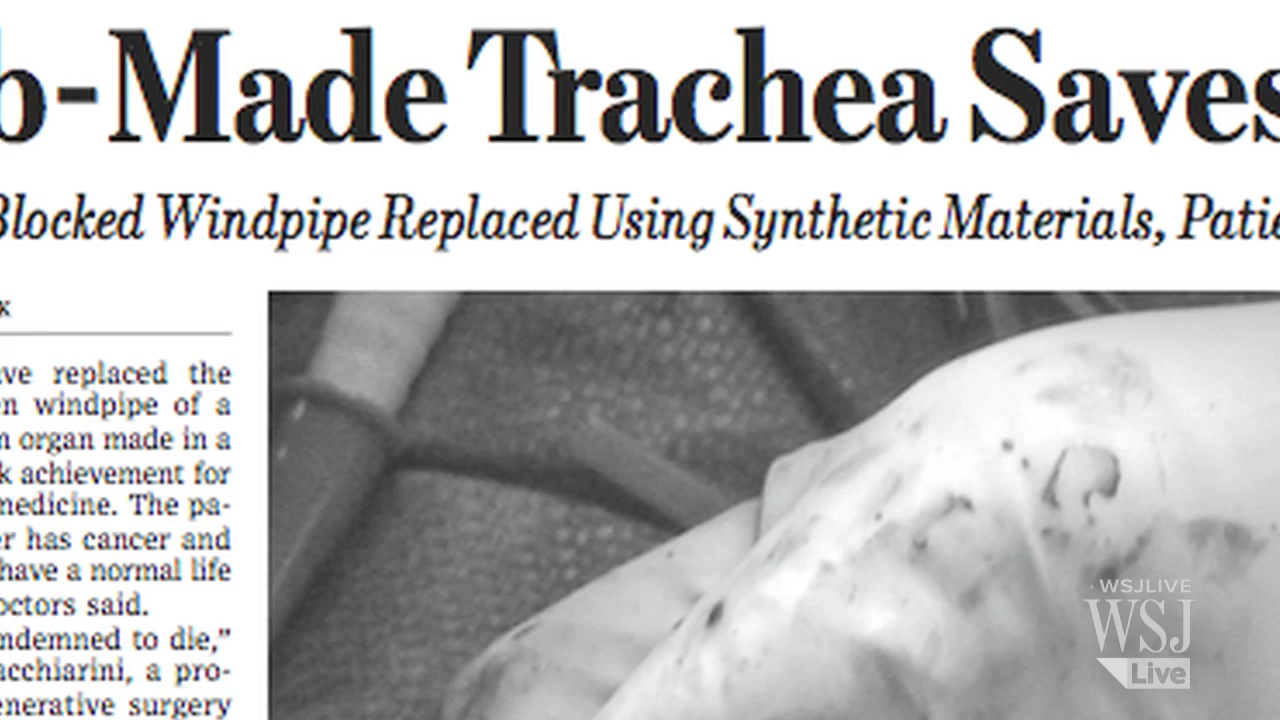 b-Made Trachea Saves
Blocked Windpipe Replaced Using Synthetic Materials, Patie
x
ve replaced the
n windpipe of a
n organ made in a
k achievement for
medicine. The pa-
er has cancer and
have a normal life
octors said.
ndemned to die,"
acchiarini, a pro-
enerative surgery
WSJLIVE
WSJ
Live